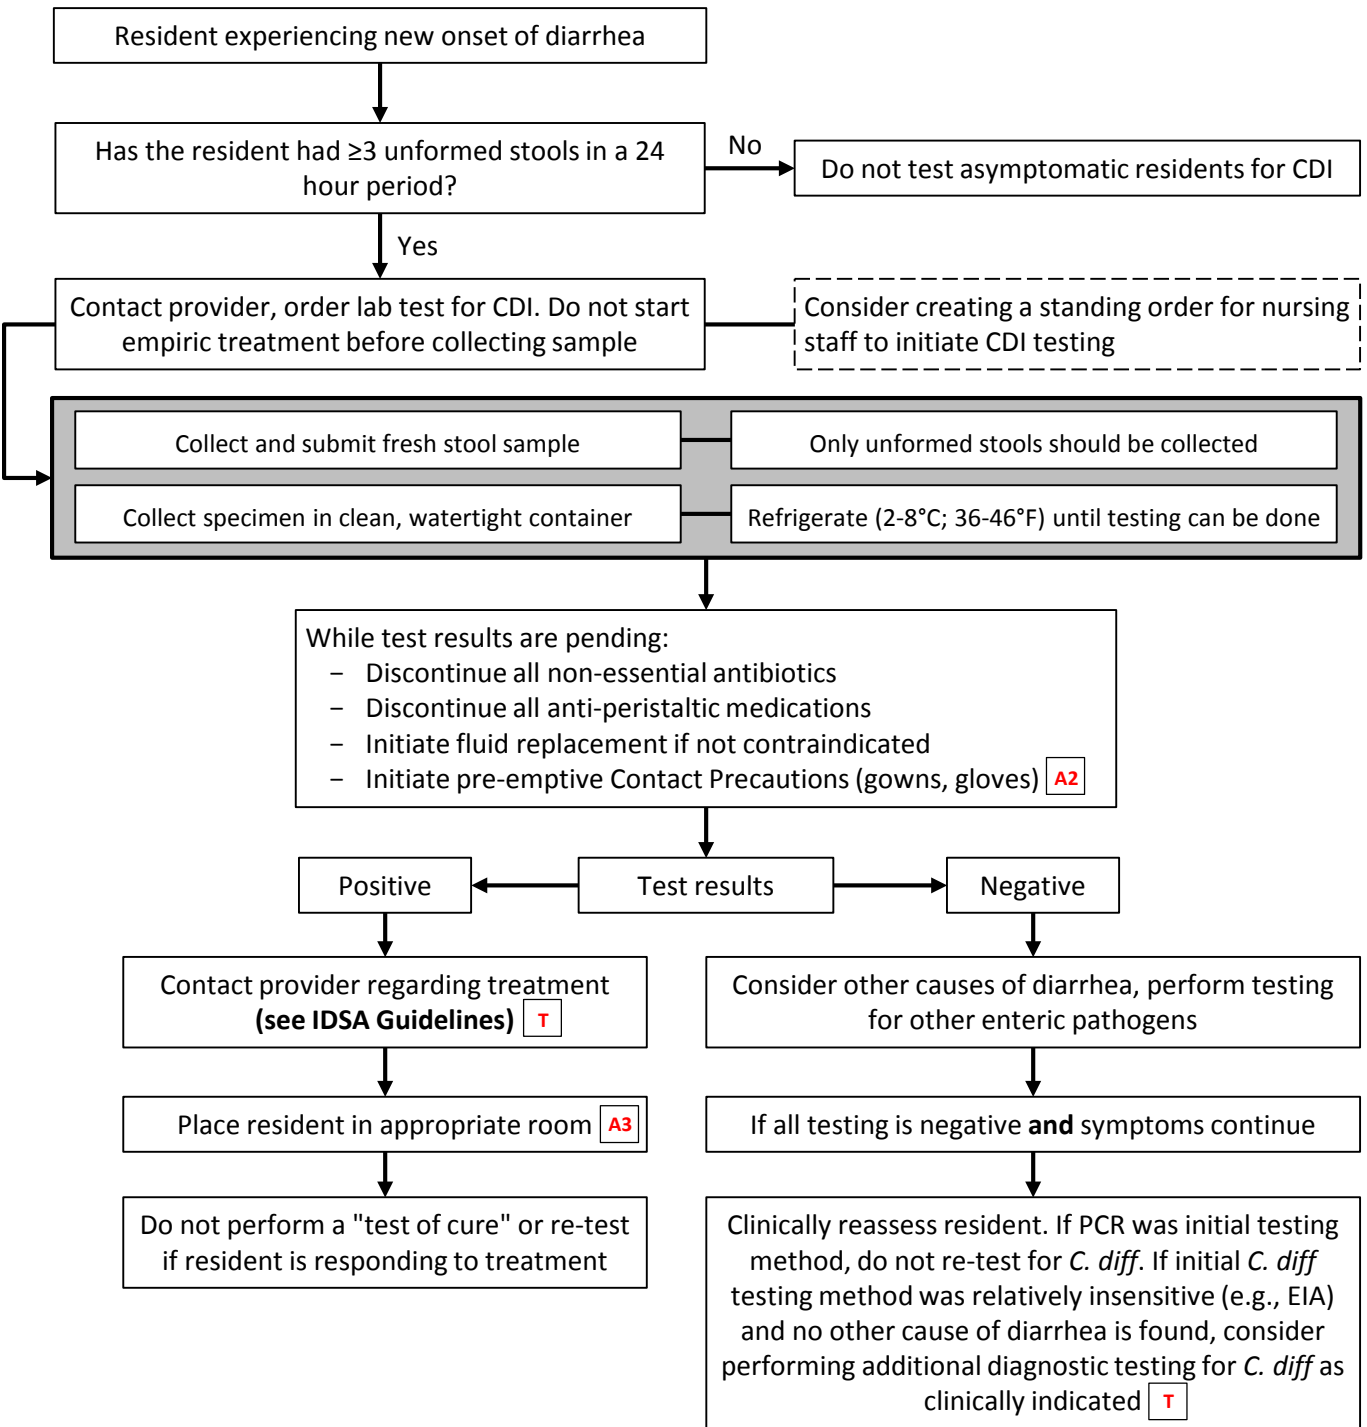 Resident experiencing new onset of diarrhea
Has the resident had ≥3 unformed stools in a 24
hour period?
No
Do not test asymptomatic residents for CDI
Yes
Contact provider, order lab test for CDI. Do not start
empiric treatment before collecting sample
Consider creating a standing order for nursing
staff to initiate CDI testing
Collect and submit fresh stool sample
Only unformed stools should be collected
Collect specimen in clean, watertight container
Refrigerate (2-8°C; 36-46°F) until testing can be done
While test results are pending:
− Discontinue all non-essential antibiotics
− Discontinue all anti-peristaltic medications
− Initiate fluid replacement if not contraindicated
− Initiate pre-emptive Contact Precautions (gowns, gloves) A2
Positive
Test results
Negative
Contact provider regarding treatment
(see IDSA Guidelines) T
Consider other causes of diarrhea, perform testing
for other enteric pathogens
Place resident in appropriate room A3
If all testing is negative and symptoms continue
Do not perform a "test of cure" or re-test
if resident is responding to treatment
Clinically reassess resident. If PCR was initial testing
method, do not re-test for C. diff. If initial C. diff
testing method was relatively insensitive (e.g., EIA)
and no other cause of diarrhea is found, consider
performing additional diagnostic testing for C. diff as
clinically indicated T